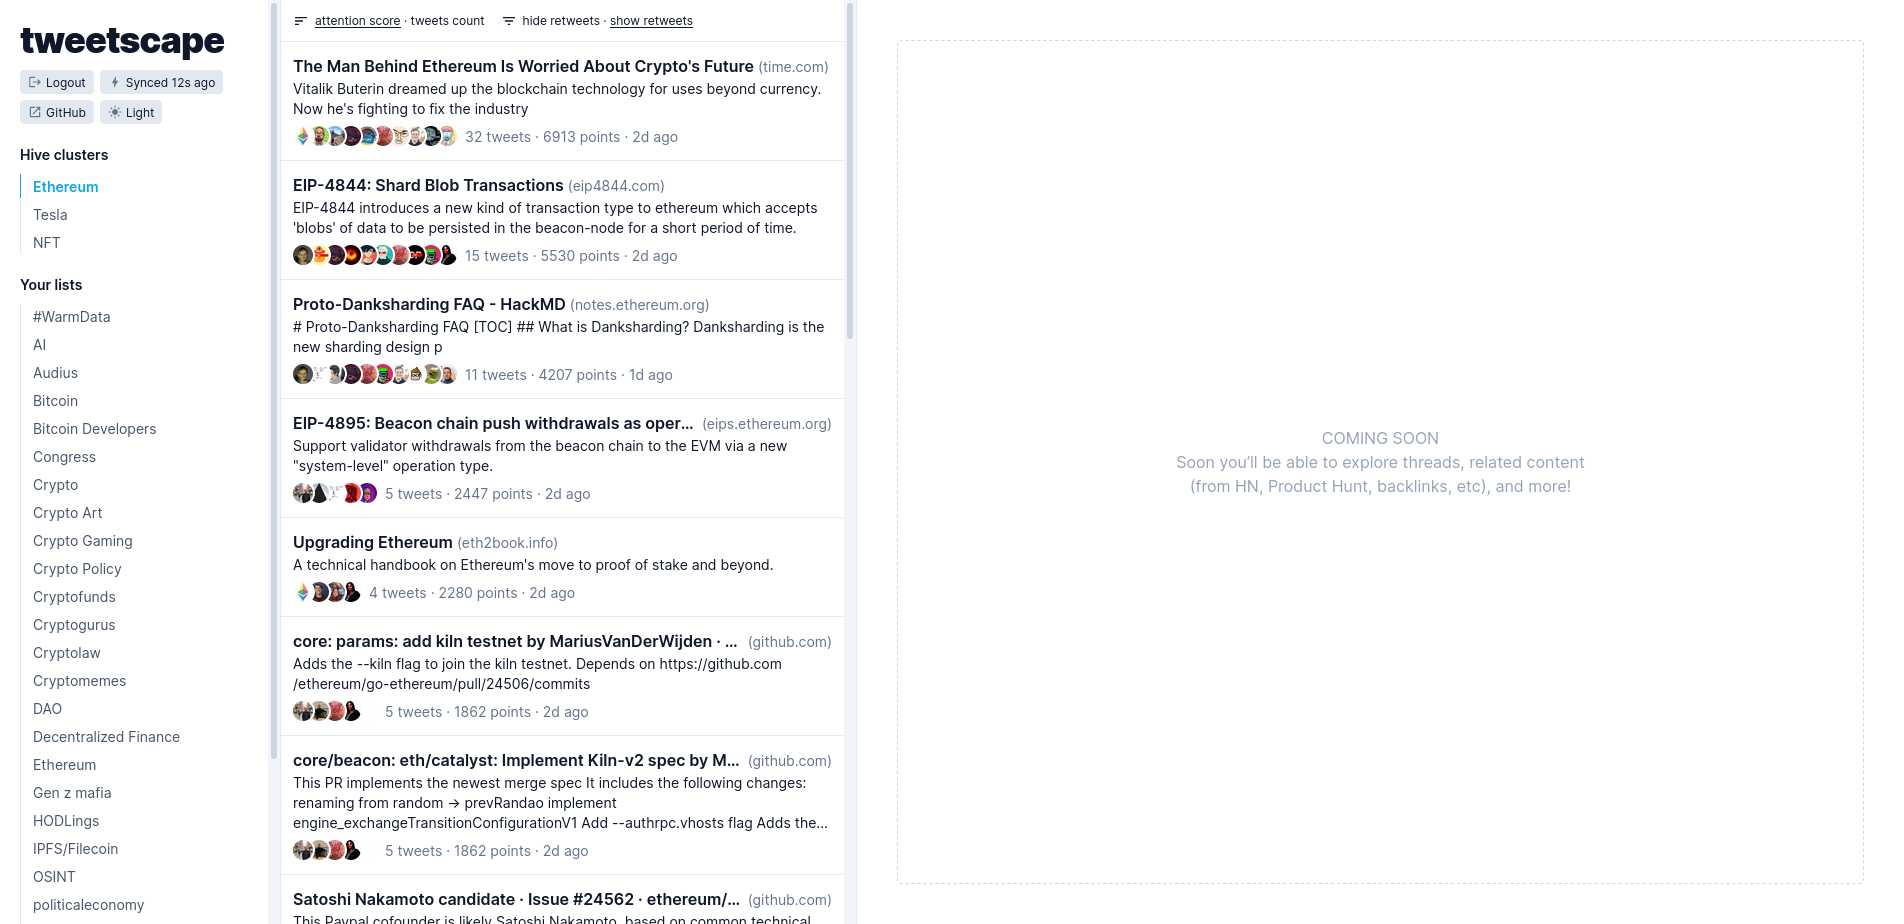 tweetscape
Logout
Synced 12s ago
GitHub
Light
Hive clusters
Ethereum
Tesla
NFT
Your lists
#WarmData
AI
Audius
Bitcoin
Bitcoin Developers
Congress
Crypto
Crypto Art
Crypto Gaming
Crypto Policy
Cryptofunds
Cryptogurus
Cryptolaw
Cryptomemes
DAO
Decentralized Finance
Ethereum
Gen z mafia
HODLings
IPFS/Filecoin
OSINT
politicaleconomy
attention score · tweets count hide retweets · show retweets
The Man Behind Ethereum Is Worried About Crypto's Future (time.com)
Vitalik Buterin dreamed up the blockchain technology for uses beyond currency.
Now he's fighting to fix the industry
32 tweets · 6913 points · 2d ago
EIP-4844: Shard Blob Transactions (eip4844.com)
EIP-4844 introduces a new kind of transaction type to ethereum which accepts
'blobs' of data to be persisted in the beacon-node for a short period of time.
15 tweets · 5530 points · 2d ago
Proto-Danksharding FAQ - HackMD (notes.ethereum.org)
# Proto-Danksharding FAQ [TOC] ## What is Danksharding? Danksharding is the
new sharding design p
11 tweets · 4207 points · 1d ago
EIP-4895: Beacon chain push withdrawals as oper... (eips.ethereum.org)
Support validator withdrawals from the beacon chain to the EVM via a new
"system-level" operation type.
5 tweets · 2447 points · 2d ago
Upgrading Ethereum (eth2book.info)
A technical handbook on Ethereum's move to proof of stake and beyond.
4 tweets · 2280 points · 2d ago
core: params: add kiln testnet by MariusVanDerWijden · ... (github.com)
Adds the --kiln flag to join the kiln testnet. Depends on https://github.com
/ethereum/go-ethereum/pull/24506/commits
5 tweets · 1862 points · 2d ago
core/beacon: eth/catalyst: Implement Kiln-v2 spec by M... (github.com)
This PR implements the newest merge spec It includes the following changes:
renaming from random → prevRandao implement
engine_exchangeTransitionConfigurationV1 Add --authrpc.vhosts flag Adds the...
5 tweets · 1862 points · 2d ago
Satoshi Nakamoto candidate · Issue #24562 · ethereum/... (github.com)
This Paypal cofounder is likely Satoshi Nakamoto, based on common technical
COMING SOON
Soon you'll be able to explore threads, related content
(from HN, Product Hunt, backlinks, etc), and more!